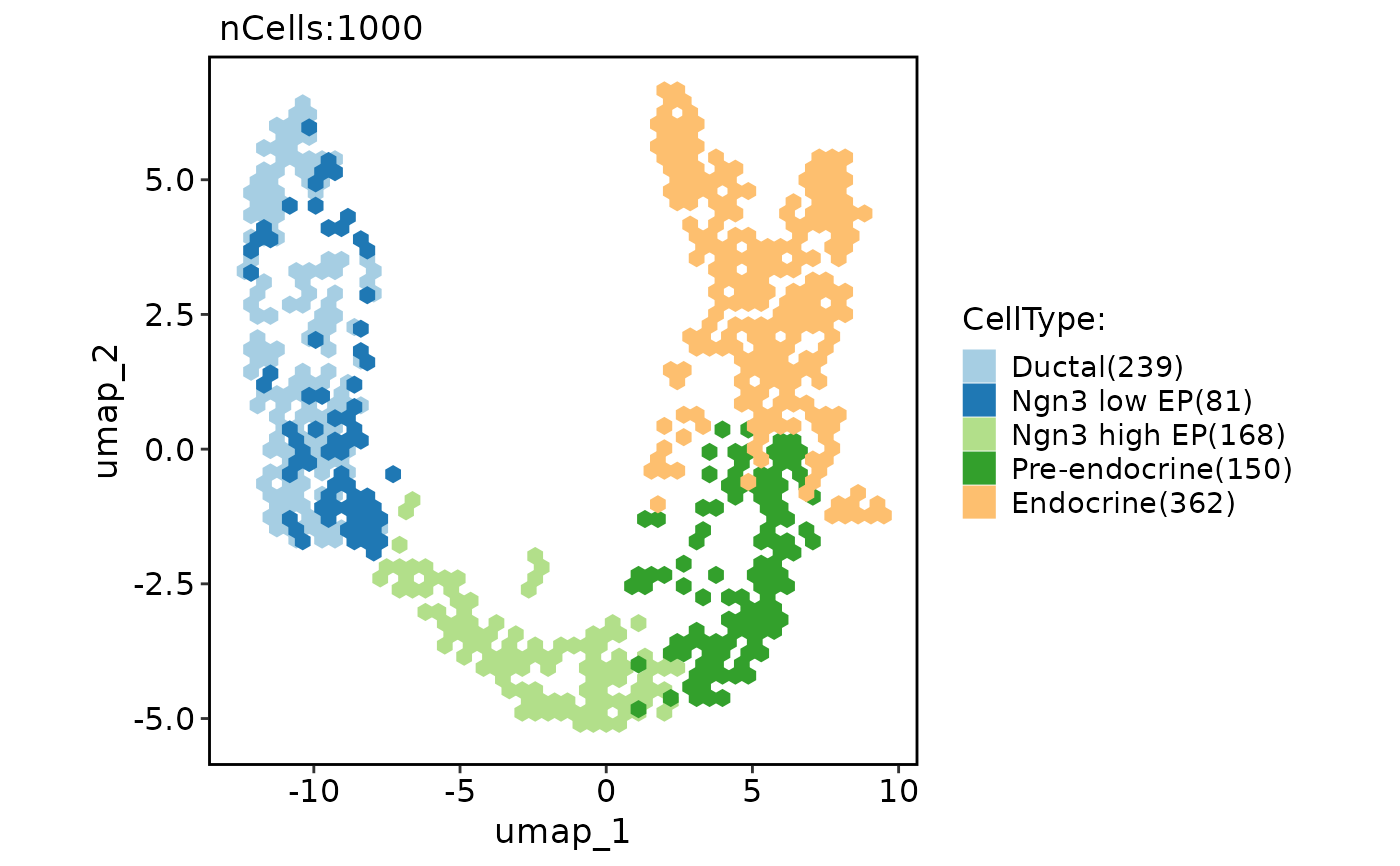 nCells:1000
5.0
2.5
0.0
-2.5
-5.0
umap_2
-10
-5
0
5
10
umap_1
CellType:
Ductal(239)
Ngn3 low EP(81)
Ngn3 high EP(168)
Pre-endocrine(150)
Endocrine(362)